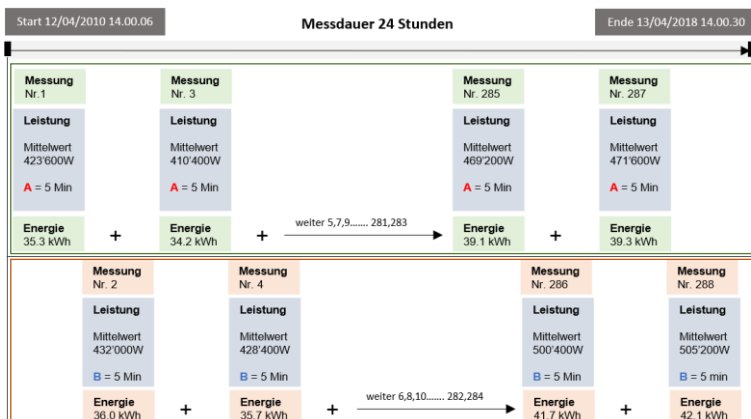 Start 12/04/2010 14.00.06
Messdauer 24 Stunden
Ende 13/04/2018 14.00.30
Messung
Nr.1
Leistung
Mittelwert
423'600W
A = 5 Min
Energie
35.3 kWh
+
Messung
Nr. 3
Leistung
Mittelwert
410'400W
A = 5 Min
Energie
34.2 kWh
+
weiter 5,7,9....... 281,283
Messung
Nr. 285
Leistung
Mittelwert
469'200W
A = 5 Min
Energie
39.1 kWh
+
Messung
Nr. 287
Leistung
Mittelwert
471'600W
A = 5 Min
Energie
39.3 kWh
Messung
Nr. 2
Leistung
Mittelwert
432'000W
B = 5 Min
Energie
36.0 kWh
+
Messung
Nr. 4
Leistung
Mittelwert
428'400W
B = 5 Min
Energie
35.7 kWh
+
weiter 6,8,10....... 282,284
Messung
Nr. 286
Leistung
Mittelwert
500'400W
B = 5 Min
Energie
41.7 kWh
+
Messung
Nr. 288
Leistung
Mittelwert
505'200W
B = 5 min
Energie
42.1 kWh